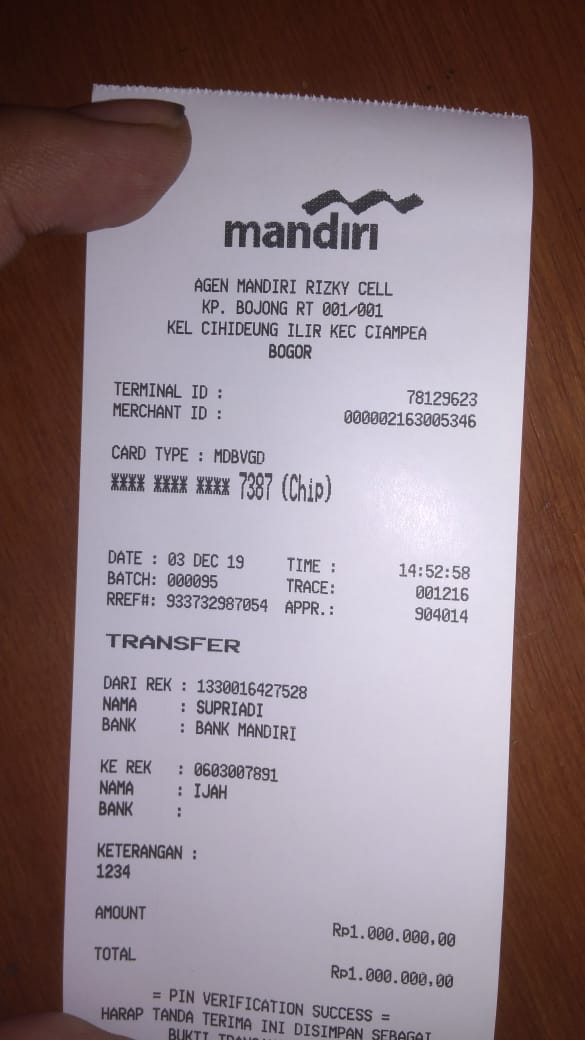 mandiri
AGEN MANDIRI RIZKY CELL
KP. BOJONG RT 001/001
KEL CIHIDEUNG ILIR KEC CIAMPEA
BOGOR
TERMINAL ID : 78129623
MERCHANT ID : 000002163005346
CARD TYPE : MDBVGD
**** **** **** 7387 (Chip)
DATE : 03 DEC 19 TIME : 14:52:58
BATCH: 000095 TRACE: 001216
RREF#: 933732987054 APPR.: 904014
TRANSFER
DARI REK : 1330016427528
NAMA : SUPRIADI
BANK : BANK MANDIRI
KE REK : 0603007891
NAMA : IJAH
BANK :
KETERANGAN :
1234
AMOUNT
Rp1.000.000,00
TOTAL
Rp1.000.000,00
= PIN VERIFICATION SUCCESS =
HARAP TANDA TERIMA INI DISIMPAN SEBAGAI
BUKTI